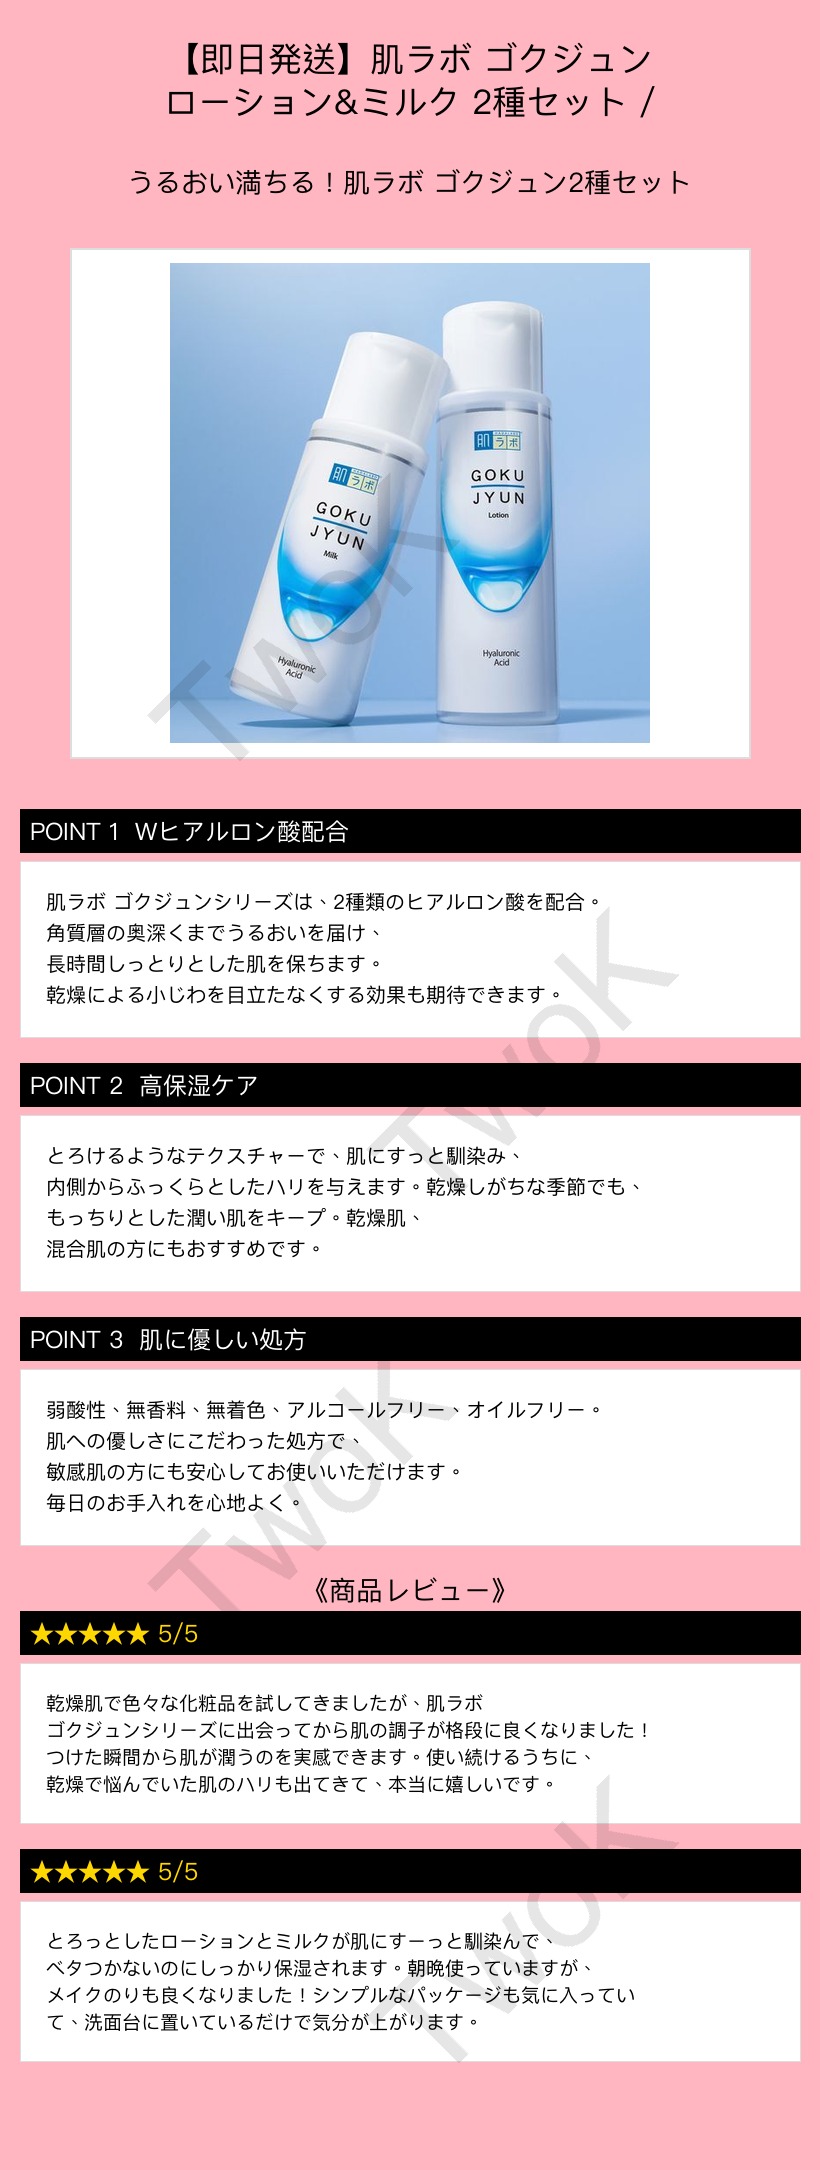 【即日発送】肌ラボ ゴクジュン
ローション&ミルク 2種セット /
うるおい満ちる！肌ラボ ゴクジュン2種セット
肌ラボ
GOKU
JYUN
Milk
Hyaluronic
Acid
肌ラボ
GOKU
JYUN
Lotion
Hyaluronic
Acid
TwoK
POINT 1 Wヒアルロン酸配合
肌ラボ ゴクジュンシリーズは、2種類のヒアルロン酸を配合。
角質層の奥深くまでうるおいを届け、
長時間しっとりとした肌を保ちます。
乾燥による小じわを目立たなくする効果も期待できます。
TwoK
POINT 2 高保湿ケア
とろけるようなテクスチャーで、肌にすっと馴染み、
内側からふっくらとしたハリを与えます。乾燥しがちな季節でも、
もっちりとした潤い肌をキープ。乾燥肌、
混合肌の方にもおすすめです。
POINT 3 肌に優しい処方
弱酸性、無香料、無着色、アルコールフリー、オイルフリー。
肌への優しさにこだわった処方で、
敏感肌の方にも安心してお使いいただけます。
毎日のお手入れを心地よく。
TwoK
《商品レビュー》
★★★★★ 5/5
乾燥肌で色々な化粧品を試してきましたが、肌ラボ
ゴクジュンシリーズに出会ってから肌の調子が格段に良くなりました！
つけた瞬間から肌が潤うのを実感できます。使い続けるうちに、
乾燥で悩んでいた肌のハリも出てきて、本当に嬉しいです。
★★★★★ 5/5
とろっとしたローションとミルクが肌にすーっと馴染んで、
ベタつかないのにしっかり保湿されます。朝晩使っていますが、
メイクのりも良くなりました！シンプルなパッケージも気に入ってい
て、洗面台に置いているだけで気分が上がります。
TwoK